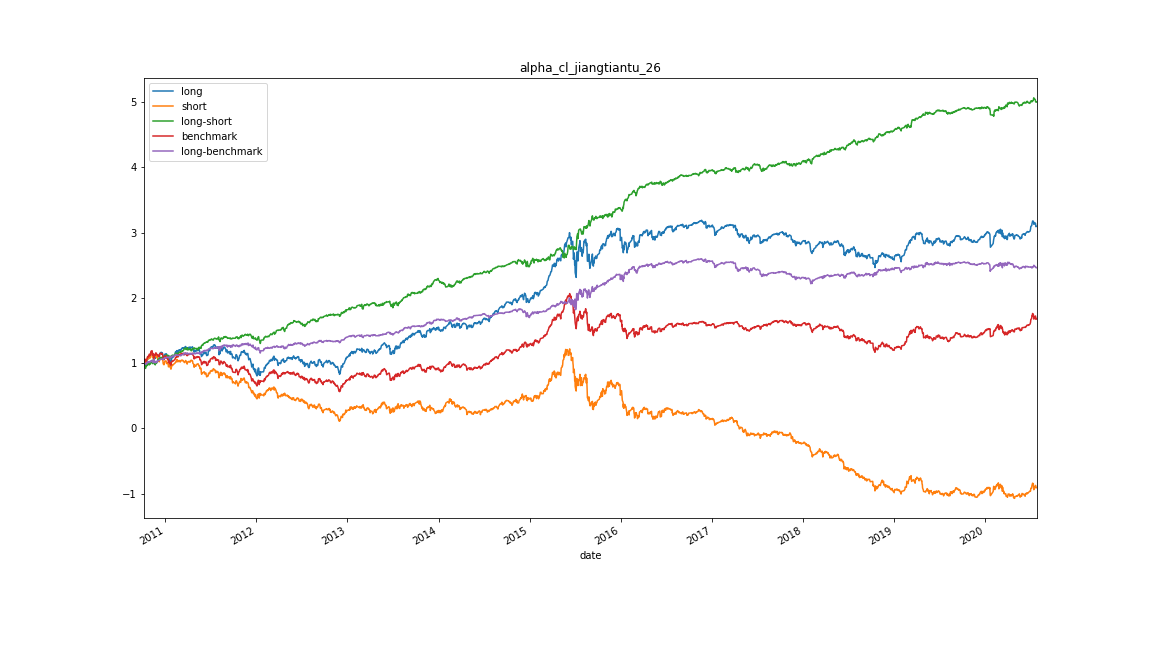 alpha_cl_jiangtiantu_26
long
short
long-short
benchmark
long-benchmark
5
4
3
2
1
0
−1
2011 2012 2013 2014 2015 2016 2017 2018 2019 2020
date